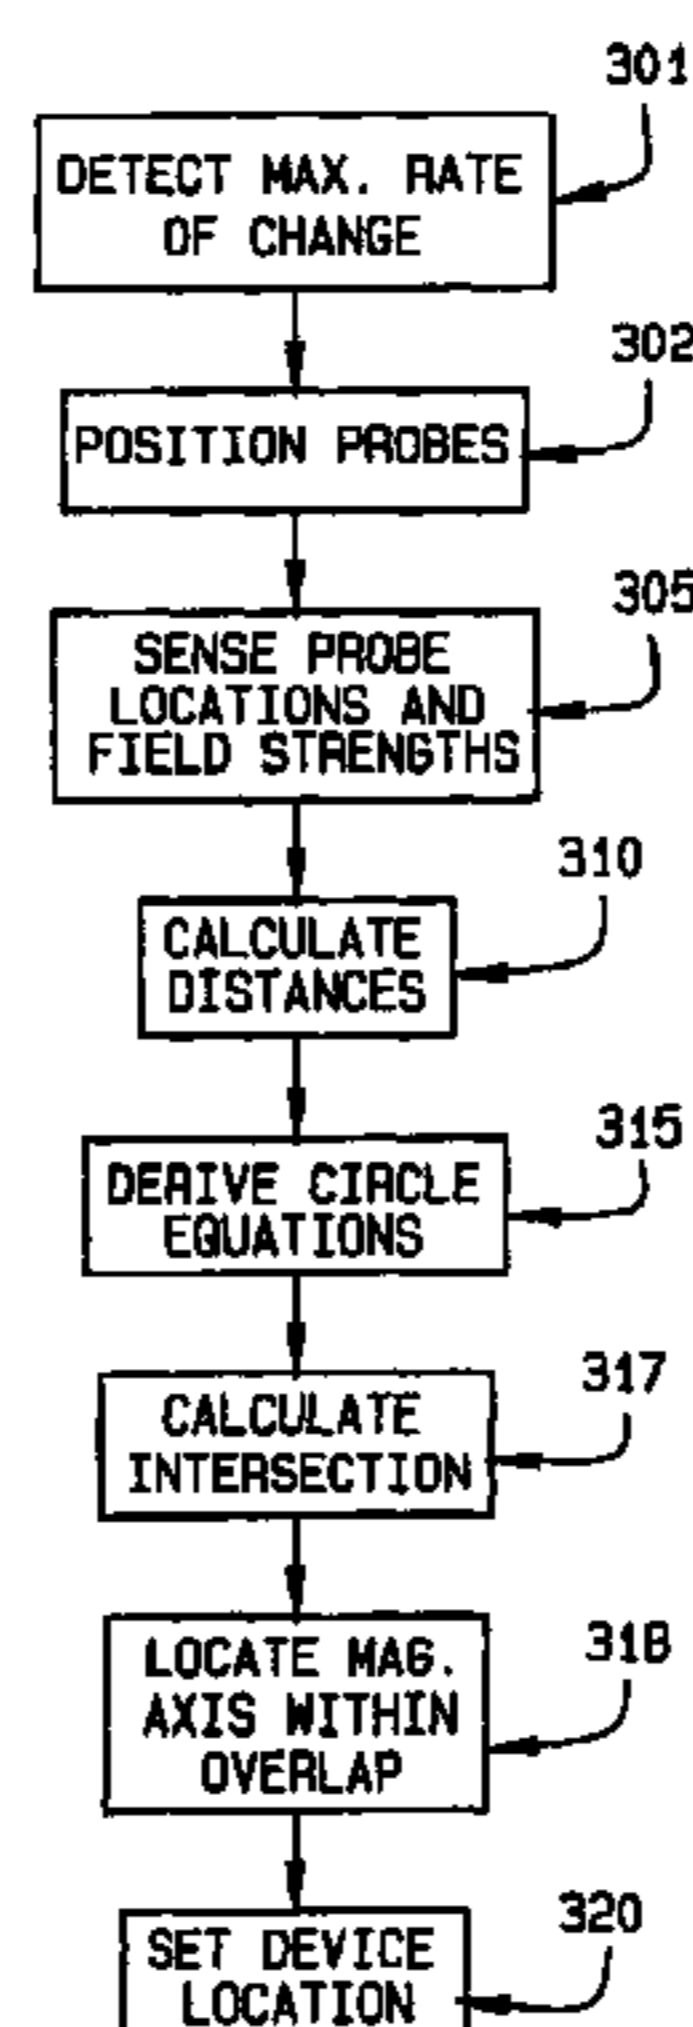 301
DETECT MAX. RATE
OF CHANGE
302
POSITION PROBES
305
SENSE PROBE
LOCATIONS AND
FIELD STRENGTHS
310
CALCULATE
DISTANCES
315
DERIVE CIRCLE
EQUATIONS
317
CALCULATE
INTERSECTION
318
LOCATE MAG.
AXIS WITHIN
OVERLAP
320
SET DEVICE
LOCATION